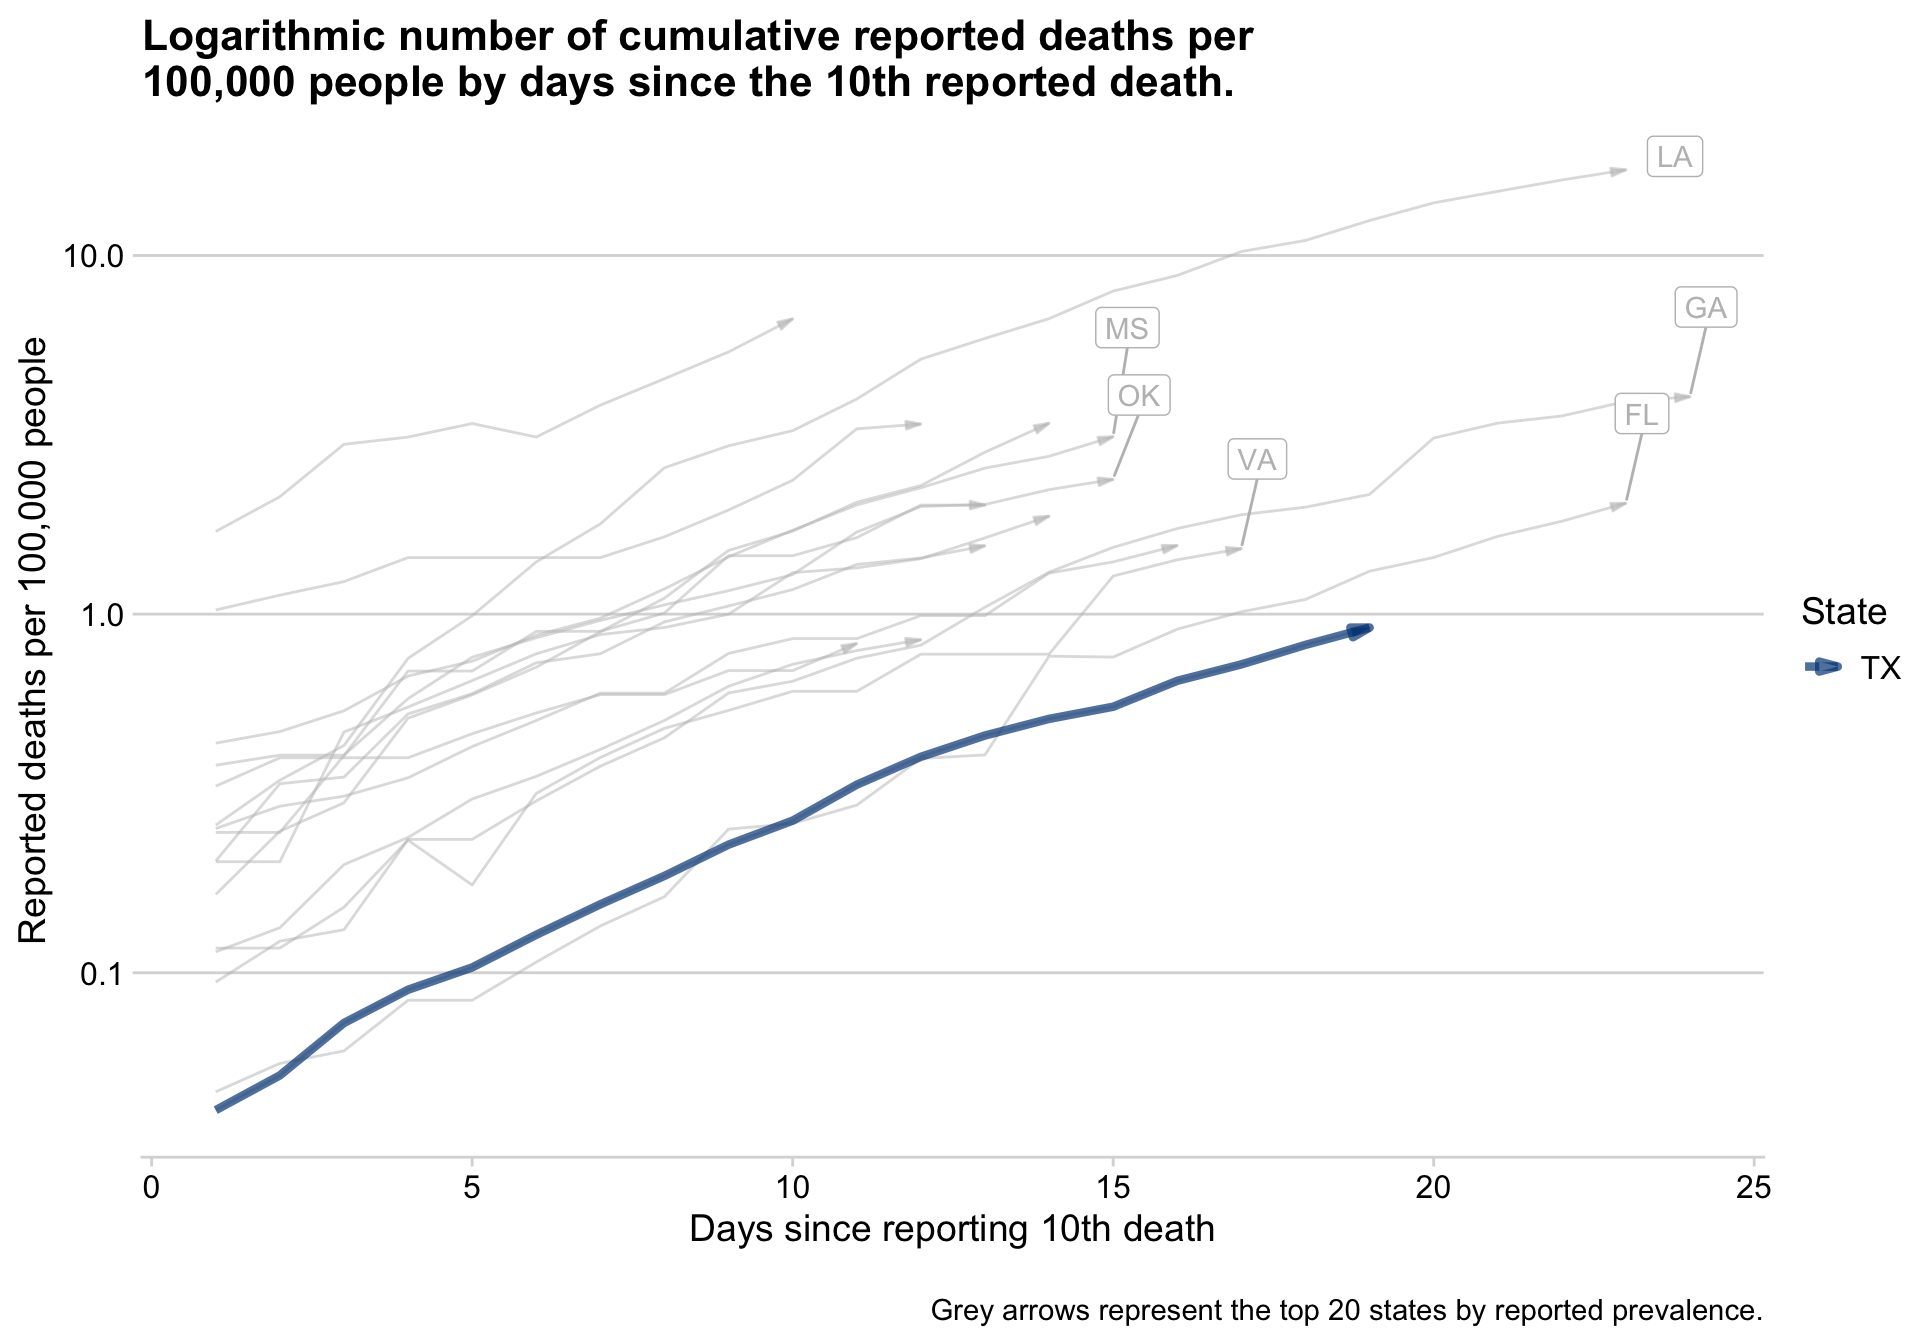 Logarithmic number of cumulative reported deaths per
100,000 people by days since the 10th reported death.
LA
10.0
GA
MS
OK
FL
VA
Reported deaths per 100,000 people
1.0
State
TX
0.1
0 5 10 15 20 25
Days since reporting 10th death
Grey arrows represent the top 20 states by reported prevalence.